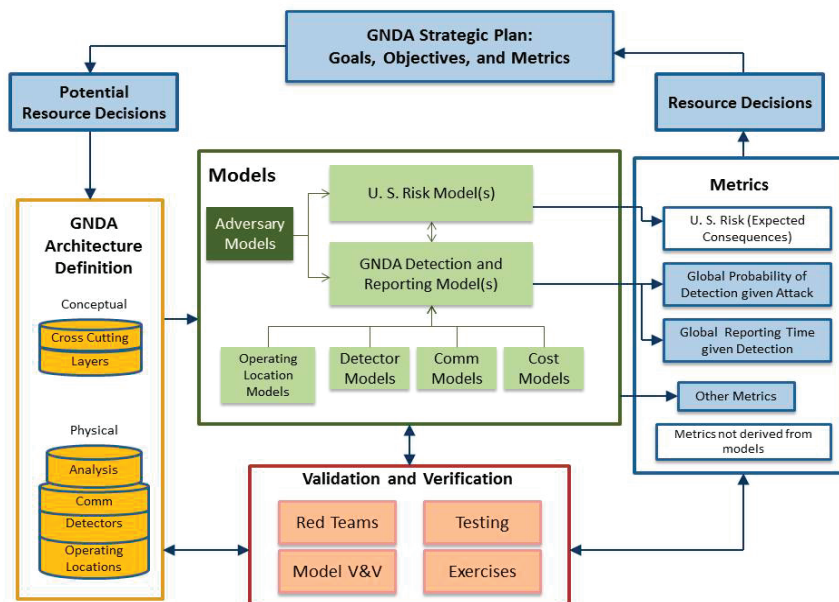 GNDA Strategic Plan:
Goals, Objectives, and Metrics
Potential
Resource Decisions
Resource Decisions
GNDA
Architecture
Definition
Conceptual
Cross Cutting
Layers
Physical
Analysis
Comm
Detectors
Operating
Locations
Models
Adversary
Models
U. S. Risk Model(s)
GNDA Detection and
Reporting Model(s)
Operating
Location
Models
Detector
Models
Comm
Models
Cost
Models
Metrics
U. S. Risk (Expected
Consequences)
Global Probability of
Detection given Attack
Global Reporting Time
given Detection
Other Metrics
Metrics not derived from
models
Validation and Verification
Red Teams
Testing
Model V&V
Exercises